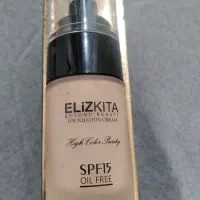 ELIZKITA
BEYOND BEAUTY
FOUNDATION CREAM
High Color Purity
SPF15
OIL FREE